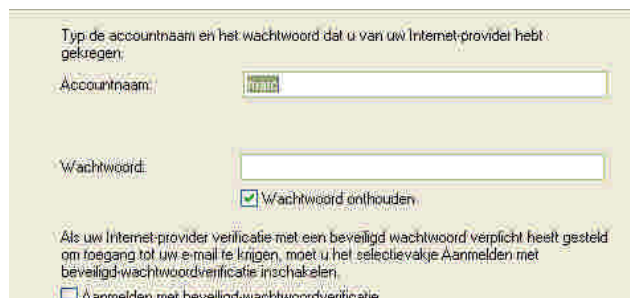 Typ de accountnaam en het wachtwoord dat u van uw Internet-provider hebt
gekregen.
Accountnaam:
Wachtwoord:
Wachtwoord onthouden
Als uw Internet-provider verificatie met een beveiligd wachtwoord verplicht heeft gesteld
om toegang tot uw e-mail te krijgen, moet u het selectievakje Aanmelden met
beveiligd-wachtwoordverificatie inschakelen.
Aanmelden met beveiligd-wachtwoordverificatie